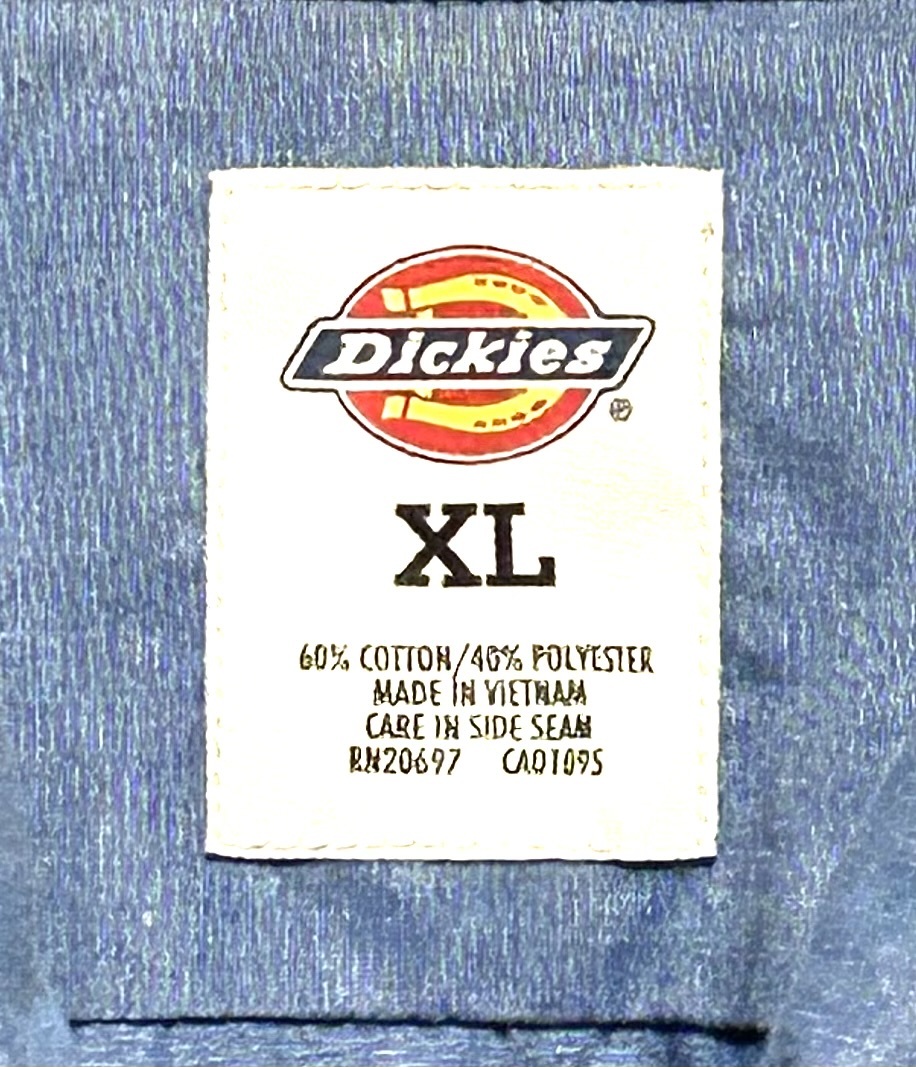 Dickies
®
XL
60% COTTON/40% POLYESTER
MADE IN VIETNAM
CARE IN SIDE SEAM
RN20697 CA01095